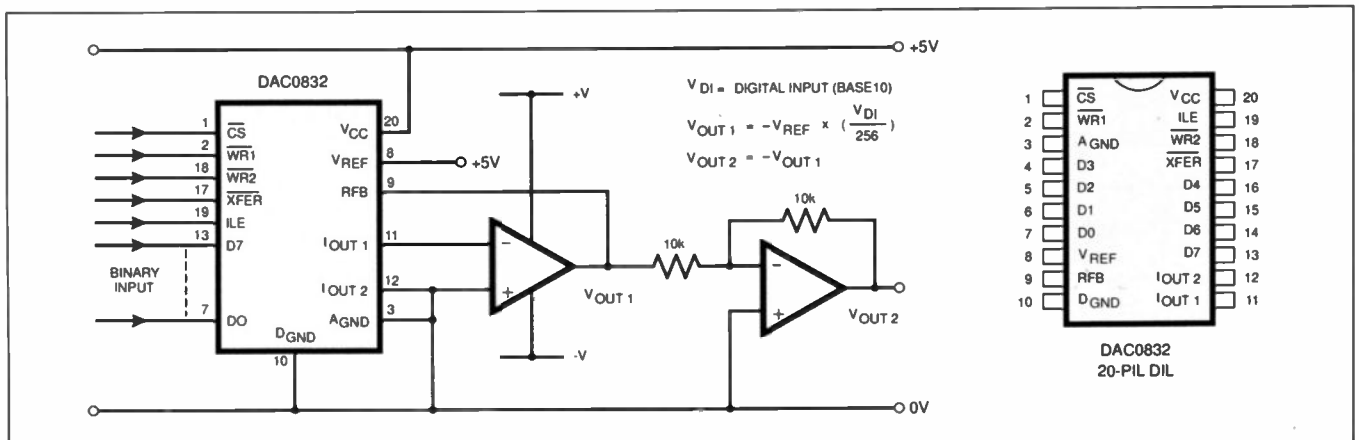 +5V
DAC0832
1 CS
2 WR1
18 WR2
17 XFER
19 ILE
13 D7
BINARY
INPUT
7 DO
DGND
10
20
VCC
VREF 8 +5V
RFB 9
IOUT 1 11
IOUT 2 12
AGND 3
+V
-
+
-V
VOUT 1
10k
10k
-
+
VOUT 2
0V
VDI = DIGITAL INPUT (BASE10)
VOUT 1 = -VREF x (VDI/256)
VOUT 2 = -VOUT 1
1 CS
2 WR1
3 AGND
4 D3
5 D2
6 D1
7 D0
8 VREF
9 RFB
10 DGND
VCC 20
ILE 19
WR2 18
XFER 17
D4 16
D5 15
D6 14
D7 13
IOUT 2 12
IOUT 1 11
DAC0832
20-PIL DIL